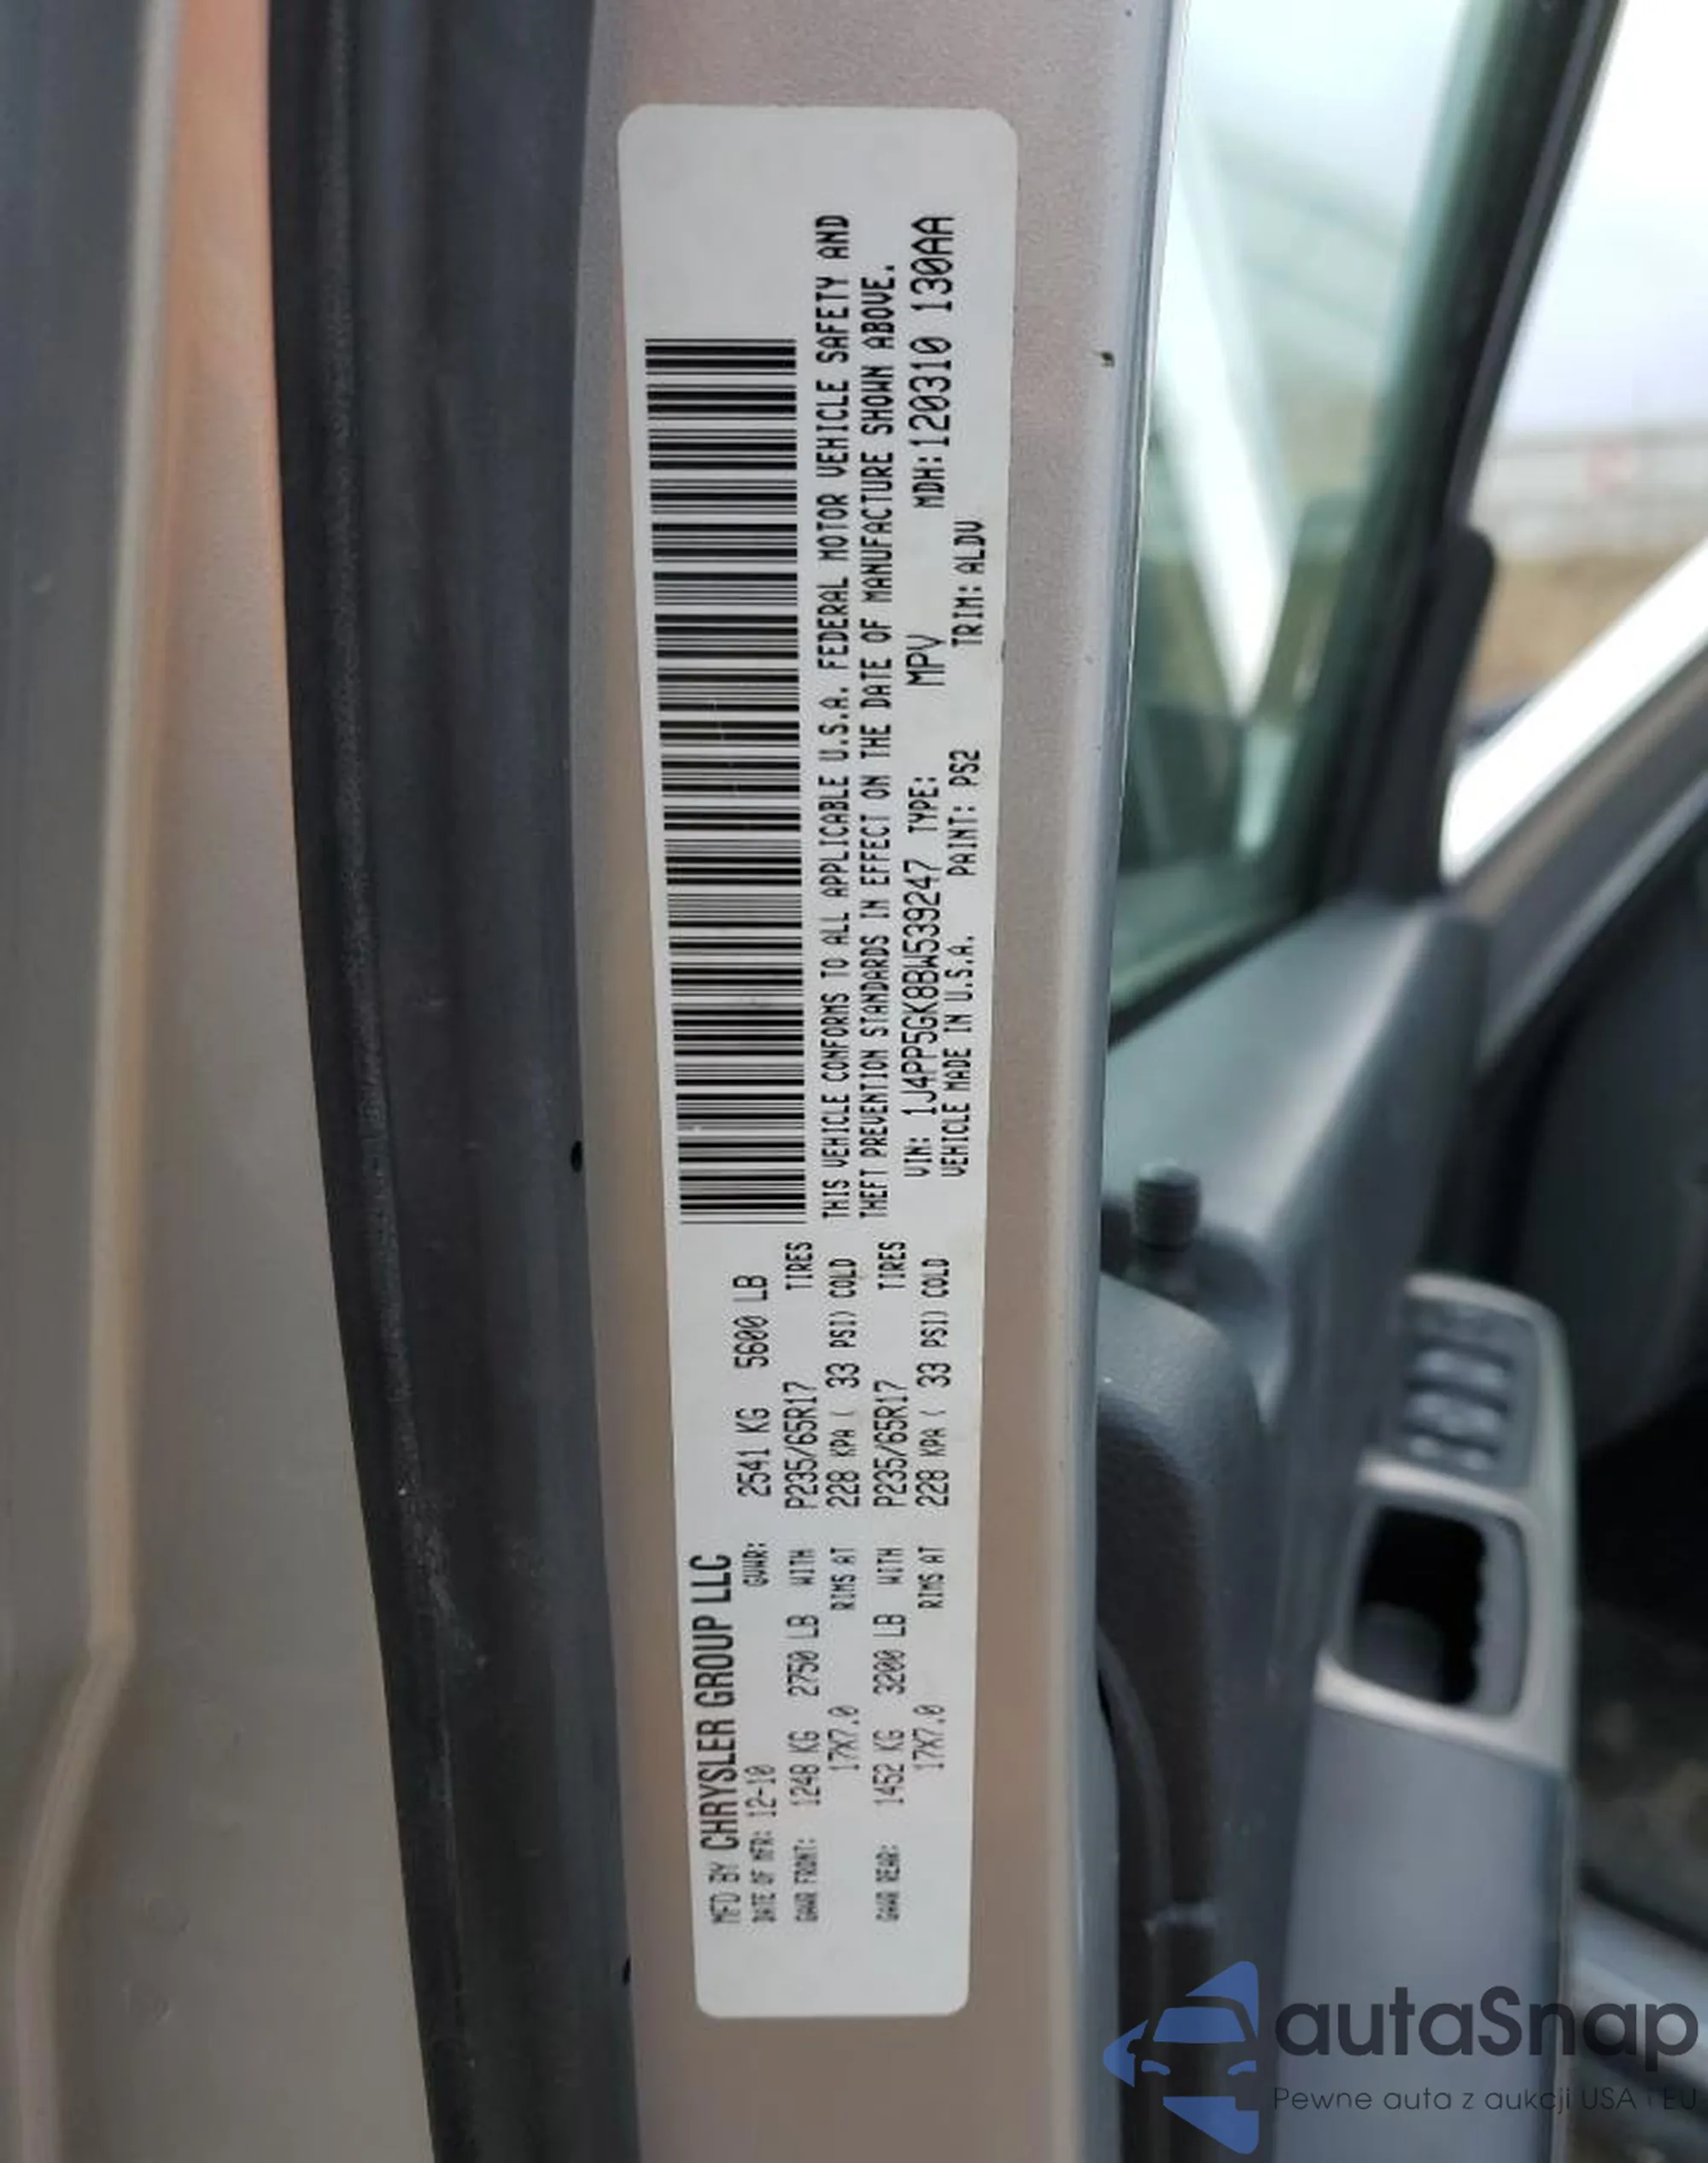 MFD BY CHRYSLER GROUP LLC
DATE OF MFR: 12-10 GVWR: 2541 KG 5600 LB
GAWR FRONT: 1248 KG 2750 LB WITH P235/65R17 TIRES
17X7.0 RIMS AT 228 KPA ( 33 PSI) COLD
GAWR REAR: 1452 KG 3200 LB WITH P235/65R17 TIRES
17X7.0 RIMS AT 228 KPA ( 33 PSI) COLD
THIS VEHICLE CONFORMS TO ALL APPLICABLE U.S.A. FEDERAL MOTOR VEHICLE SAFETY AND
THEFT PREVENTION STANDARDS IN EFFECT ON THE DATE OF MANUFACTURE SHOWN ABOVE.
VIN: 1J4PP5GK8BW539247 TYPE: MPV MDH:120310 130AA
VEHICLE MADE IN U.S.A. PAINT: PS2 TRIM: ALDV
autaSnap
Pewne auta z aukcji USA i EU